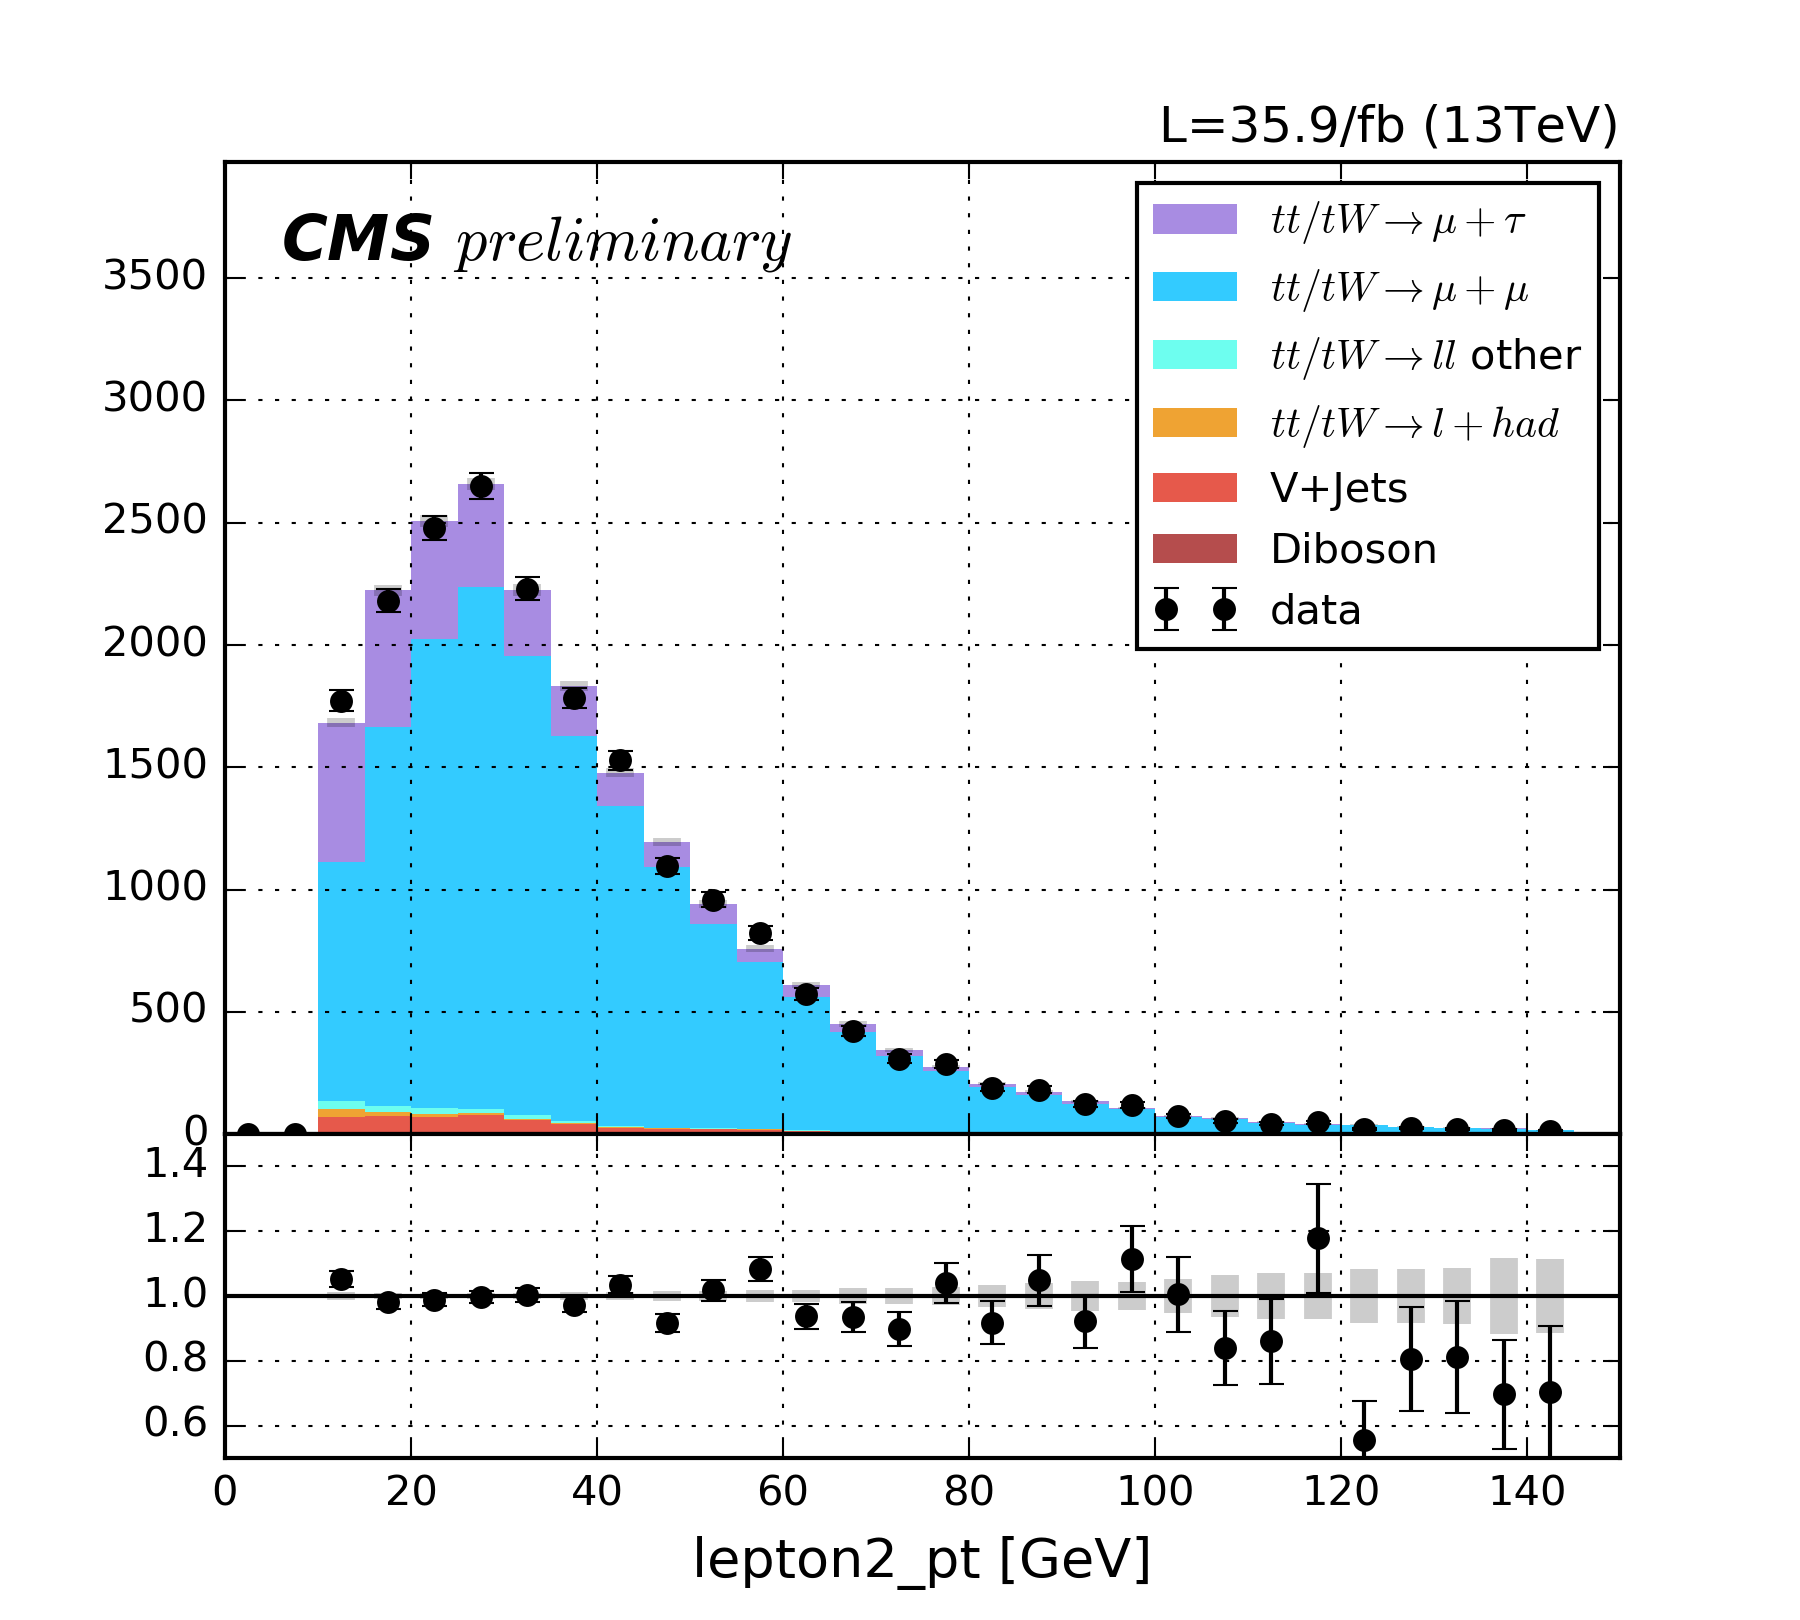 L=35.9/fb (13TeV)
CMS preliminary
tt/tW→μ+τ
tt/tW→μ+μ
tt/tW→ll other
tt/tW→l+had
V+Jets
Diboson
data
3500
3000
2500
2000
1500
1000
500
0
1.4
1.2
1.0
0.8
0.6
0 20 40 60 80 100 120 140
lepton2_pt [GeV]